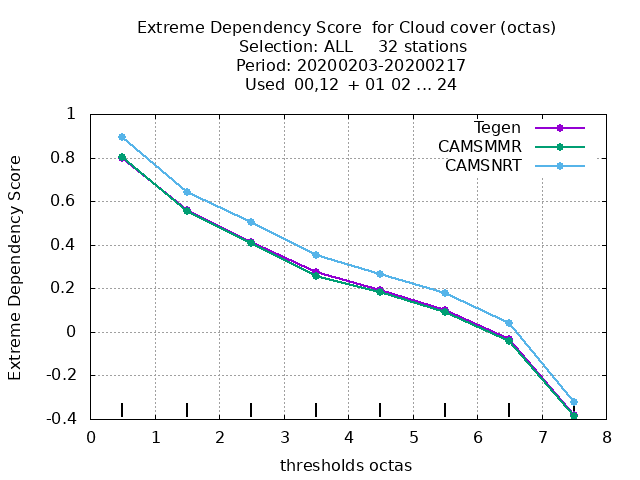 Extreme Dependency Score  for Cloud cover (octas)
Selection: ALL     32 stations
Period: 20200203-20200217
Used  00,12  + 01 02 ... 24
Tegen
CAMSMMR
CAMSNRT
Extreme Dependency Score
1
0.8
0.6
0.4
0.2
0
-0.2
-0.4
0 1 2 3 4 5 6 7 8
thresholds octas